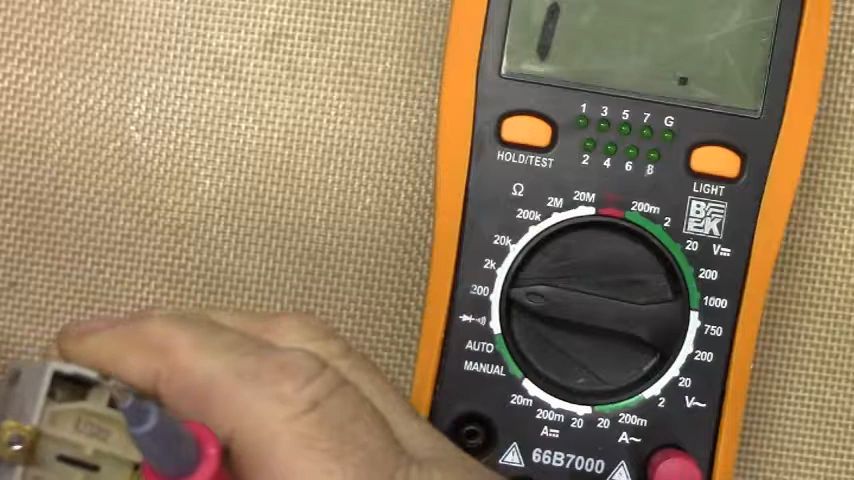 1 3 5 7 G
2 4 6 8
HOLD/TEST
LIGHT
BEEK
Ω
2M
20M
200k
20k
2k
200
200m
2
20
V⎓
200
1000
750
200
20
2
V~
AUTO
MANUAL
20m
200m
20
A⎓
20
200m
A~
66B7000